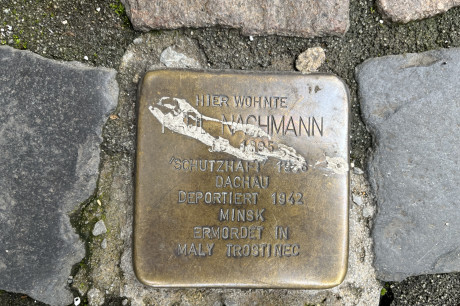 HIER WOHNTE
NACHMANN
SCHUTZHAFT
DACHAU
DEPORTIERT 1942
MINSK
ERMORDET IN
MALY TROSTINEC